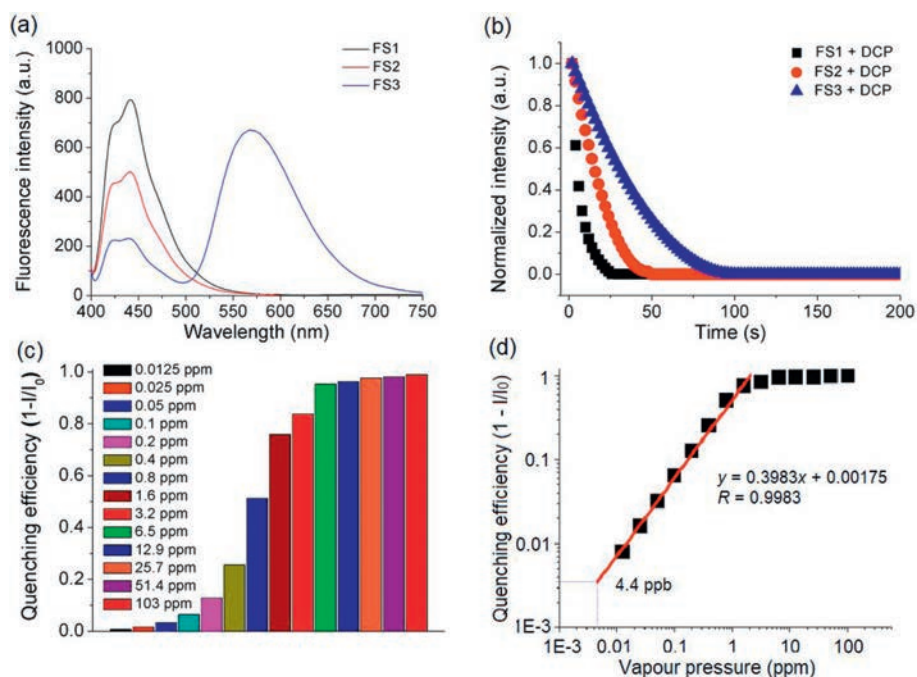 (a)
FS1
FS2
FS3
1000
800
600
400
200
0
400 450 500 550 600 650 700 750
Wavelength (nm)
Fluorescence intensity (a.u.)
(b)
FS1 + DCP
FS2 + DCP
FS3 + DCP
1.0
0.8
0.6
0.4
0.2
0.0
0 50 100 150 200
Time (s)
Normalized intensity (a.u.)
(c)
0.0125 ppm
0.025 ppm
0.05 ppm
0.1 ppm
0.2 ppm
0.4 ppm
0.8 ppm
1.6 ppm
3.2 ppm
6.5 ppm
12.9 ppm
25.7 ppm
51.4 ppm
103 ppm
1.0
0.8
0.6
0.4
0.2
0.0
Quenching efficiency (1-I/I₀)
(d)
1
0.1
0.01
1E-3
y = 0.3983x + 0.00175
R = 0.9983
4.4 ppb
1E-3 0.01 0.1 1 10 100
Vapour pressure (ppm)
Quenching efficiency (1 - I/I₀)